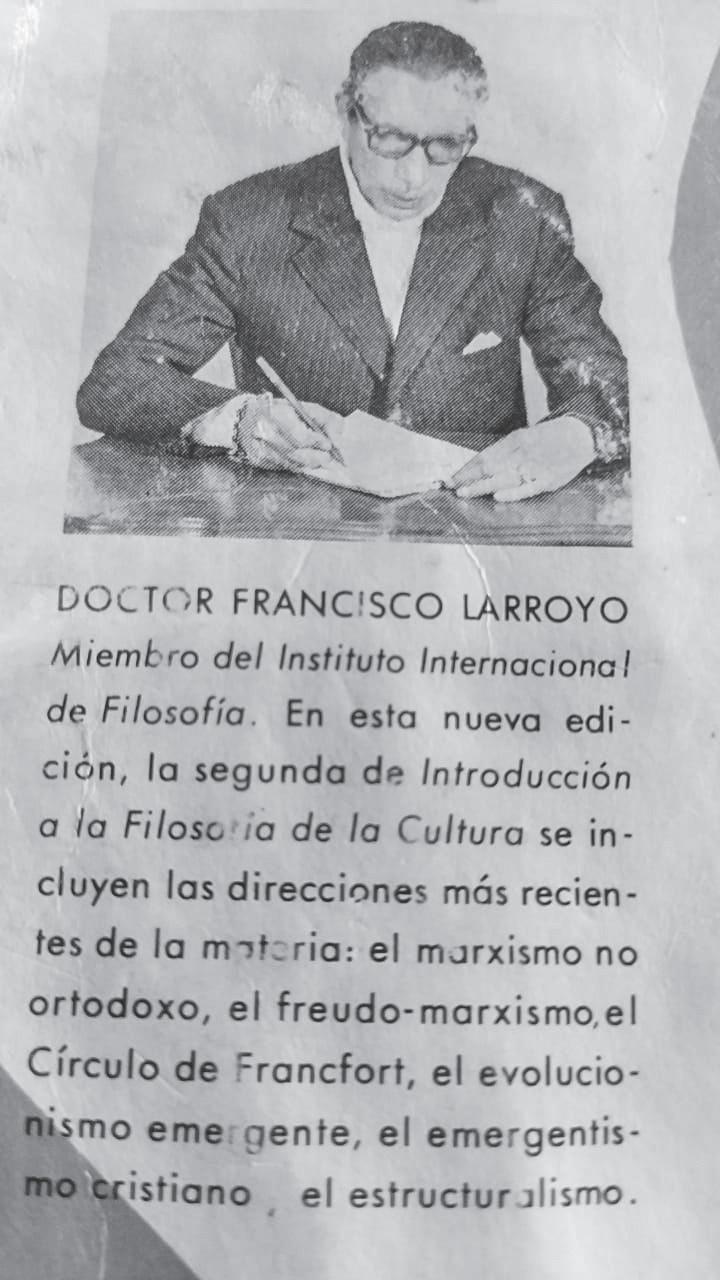 DOCTOR FRANCISCO LARROYO
Miembro del Instituto Internacional
de Filosofía. En esta nueva edi-
ción, la segunda de Introducción
a la Filosofía de la Cultura se in-
cluyen las direcciones más recien-
tes de la materia: el marxismo no
ortodoxo, el freudo-marxismo, el
Círculo de Francfort, el evolucio-
nismo emergente, el emergentis-
mo cristiano, el estructuralismo.